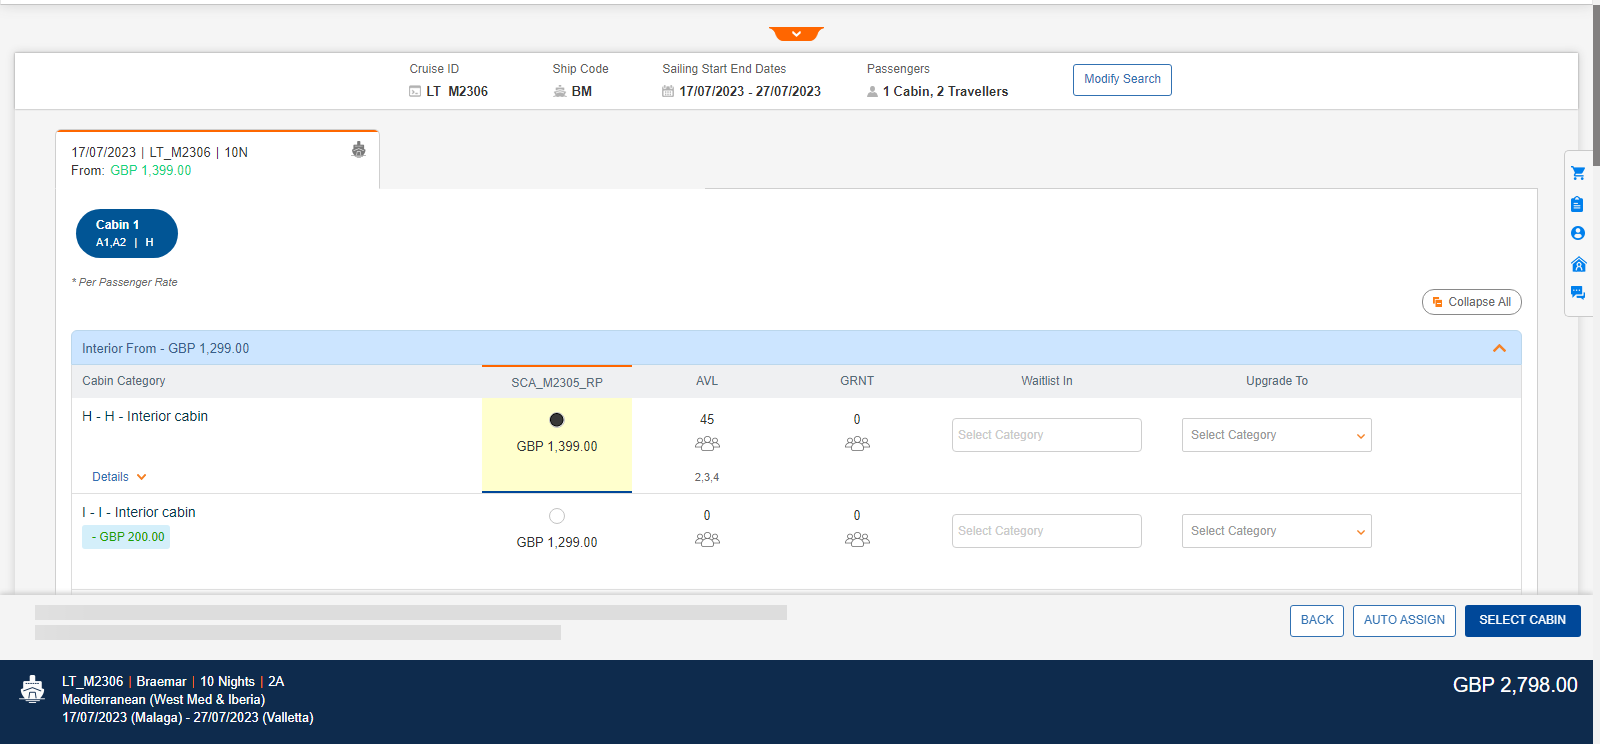 Cruise ID
LT_M2306
Ship Code
BM
Sailing Start End Dates
17/07/2023 - 27/07/2023
Passengers
1 Cabin, 2 Travellers
Modify Search
17/07/2023 | LT_M2306 | 10N
From: GBP 1,399.00
Cabin 1
A1,A2 | H
* Per Passenger Rate
Collapse All
Interior From - GBP 1,299.00
Cabin Category SCA_M2305_RP AVL GRNT Waitlist In Upgrade To
H - H - Interior cabin
GBP 1,399.00
45
0
Select Category
Select Category
Details
2,3,4
I - I - Interior cabin
- GBP 200.00
GBP 1,299.00
0
0
Select Category
Select Category
BACK
AUTO ASSIGN
SELECT CABIN
LT_M2306 | Braemar | 10 Nights | 2A
Mediterranean (West Med & Iberia)
17/07/2023 (Malaga) - 27/07/2023 (Valletta)
GBP 2,798.00